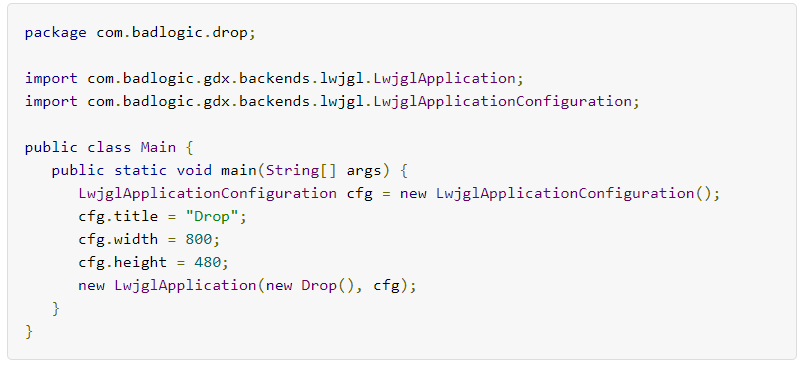 package com.badlogic.drop;
import com.badlogic.gdx.backends.lwjgl.LwjglApplication;
import com.badlogic.gdx.backends.lwjgl.LwjglApplicationConfiguration;
public class Main {
public static void main(String[] args) {
LwjglApplicationConfiguration cfg = new LwjglApplicationConfiguration();
cfg.title = "Drop";
cfg.width = 800;
cfg.height = 480;
new LwjglApplication(new Drop(), cfg);
}
}